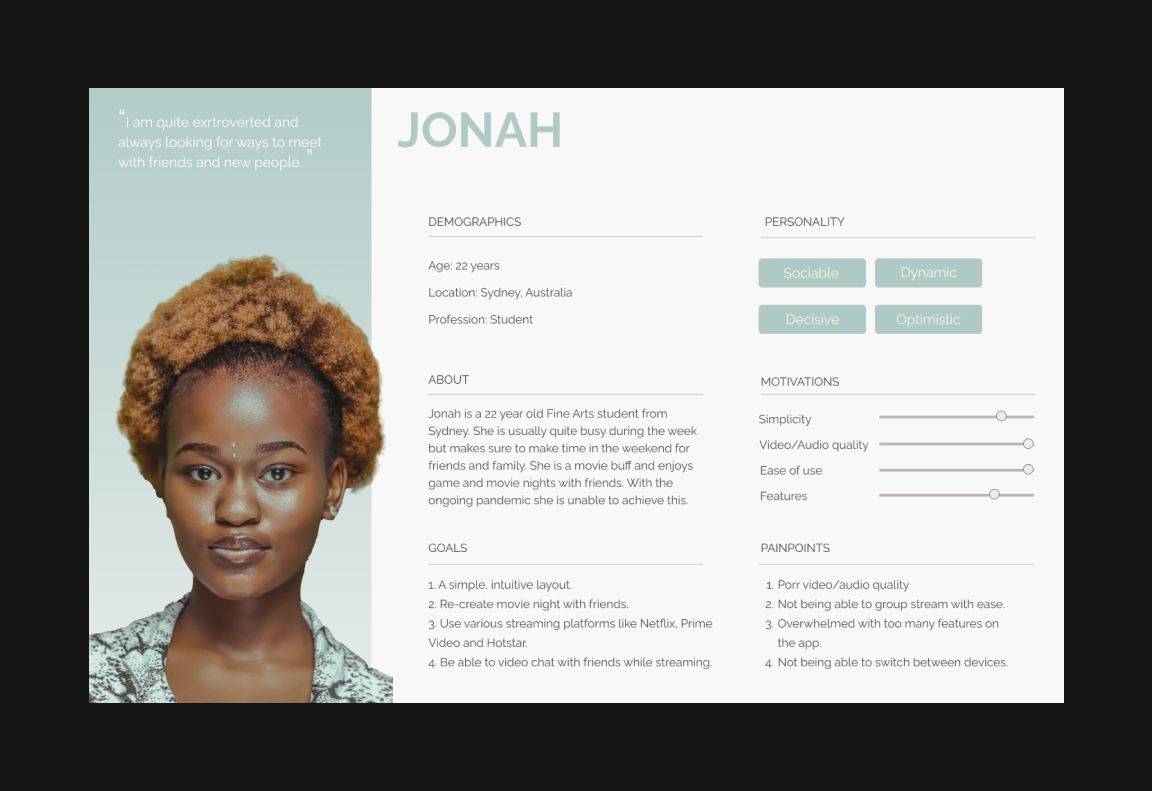 “I am quite exrtroverted and
always looking for ways to meet
with friends and new people.”
JONAH
DEMOGRAPHICS
Age: 22 years
Location: Sydney, Australia
Profession: Student
PERSONALITY
Sociable
Dynamic
Decisive
Optimistic
ABOUT
Jonah is a 22 year old Fine Arts student from
Sydney. She is usually quite busy during the week
but makes sure to make time in the weekend for
friends and family. She is a movie buff and enjoys
game and movie nights with friends. With the
ongoing pandemic she is unable to achieve this.
MOTIVATIONS
Simplicity
Video/Audio quality
Ease of use
Features
GOALS
1. A simple, intuitive layout.
2. Re-create movie night with friends.
3. Use various streaming platforms like Netflix, Prime
Video and Hotstar.
4. Be able to video chat with friends while streaming.
PAINPOINTS
1. Porr video/audio quality
2. Not being able to group stream with ease.
3. Overwhelmed with too many features on
the app.
4. Not being able to switch between devices.